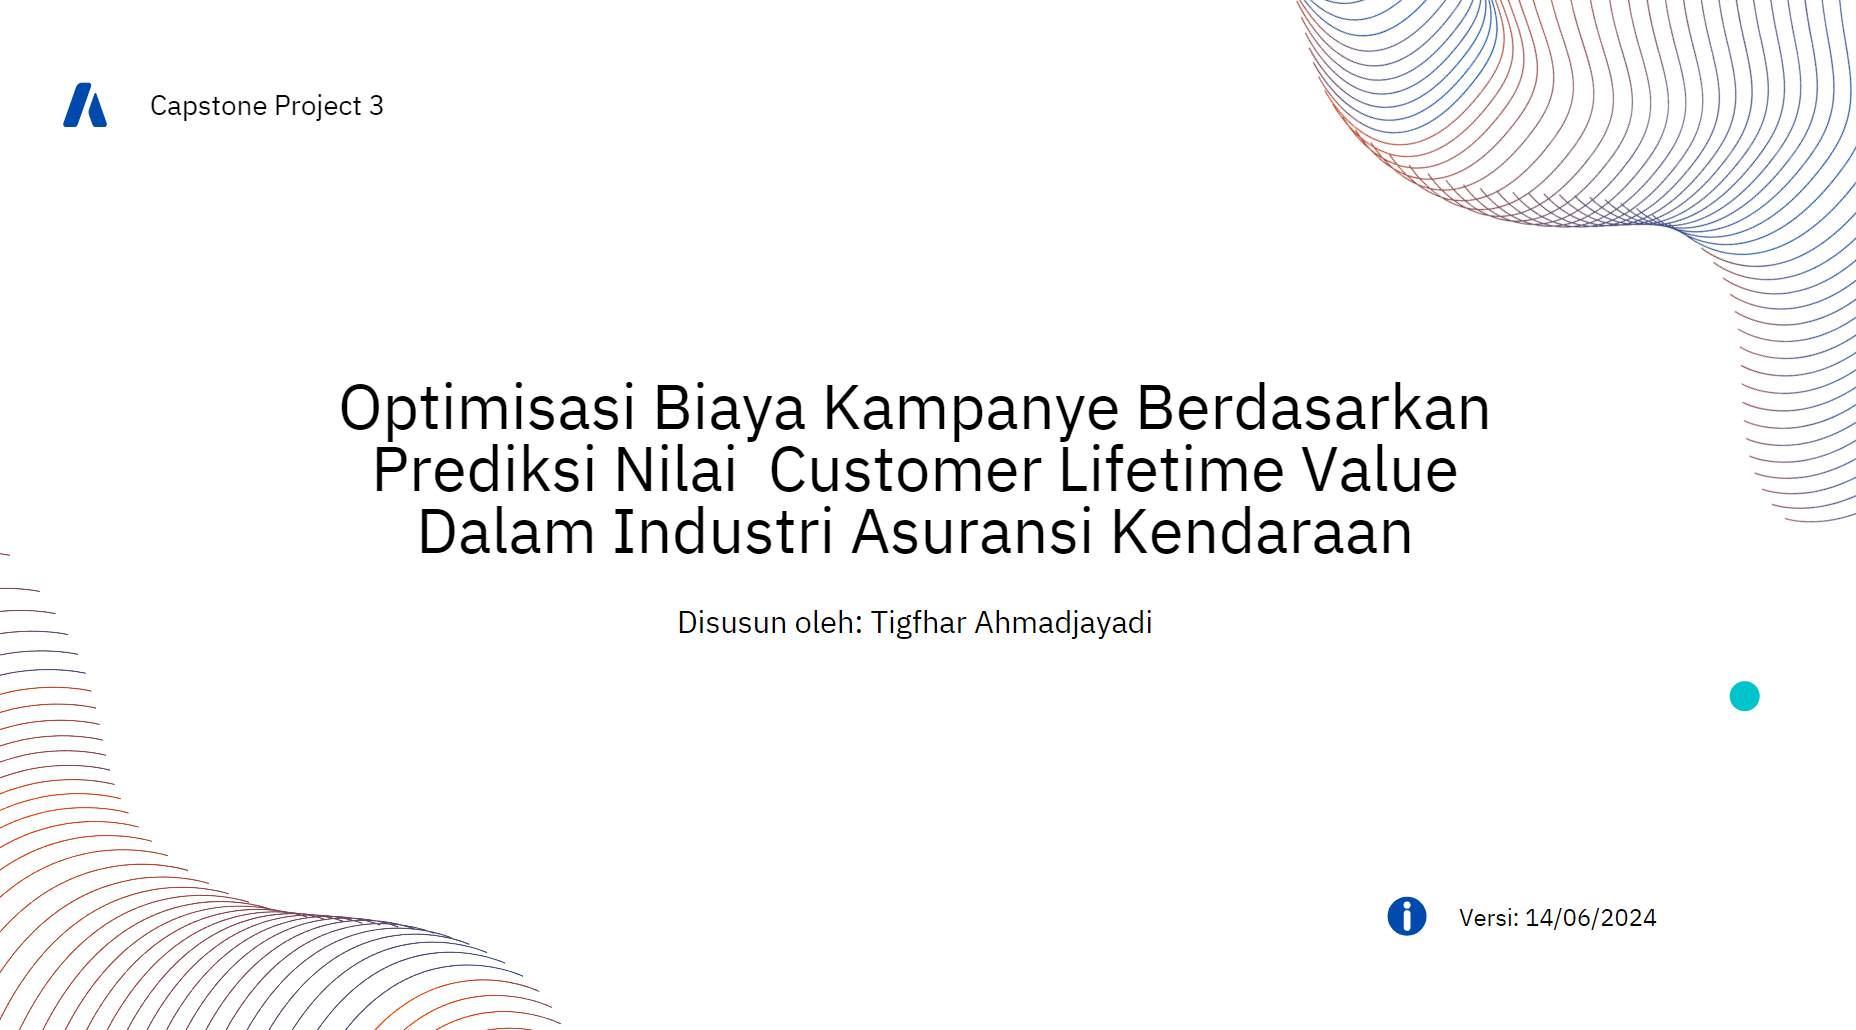 Capstone Project 3
Optimisasi Biaya Kampanye Berdasarkan
Prediksi Nilai  Customer Lifetime Value
Dalam Industri Asuransi Kendaraan
Disusun oleh: Tigfhar Ahmadjayadi
Versi: 14/06/2024